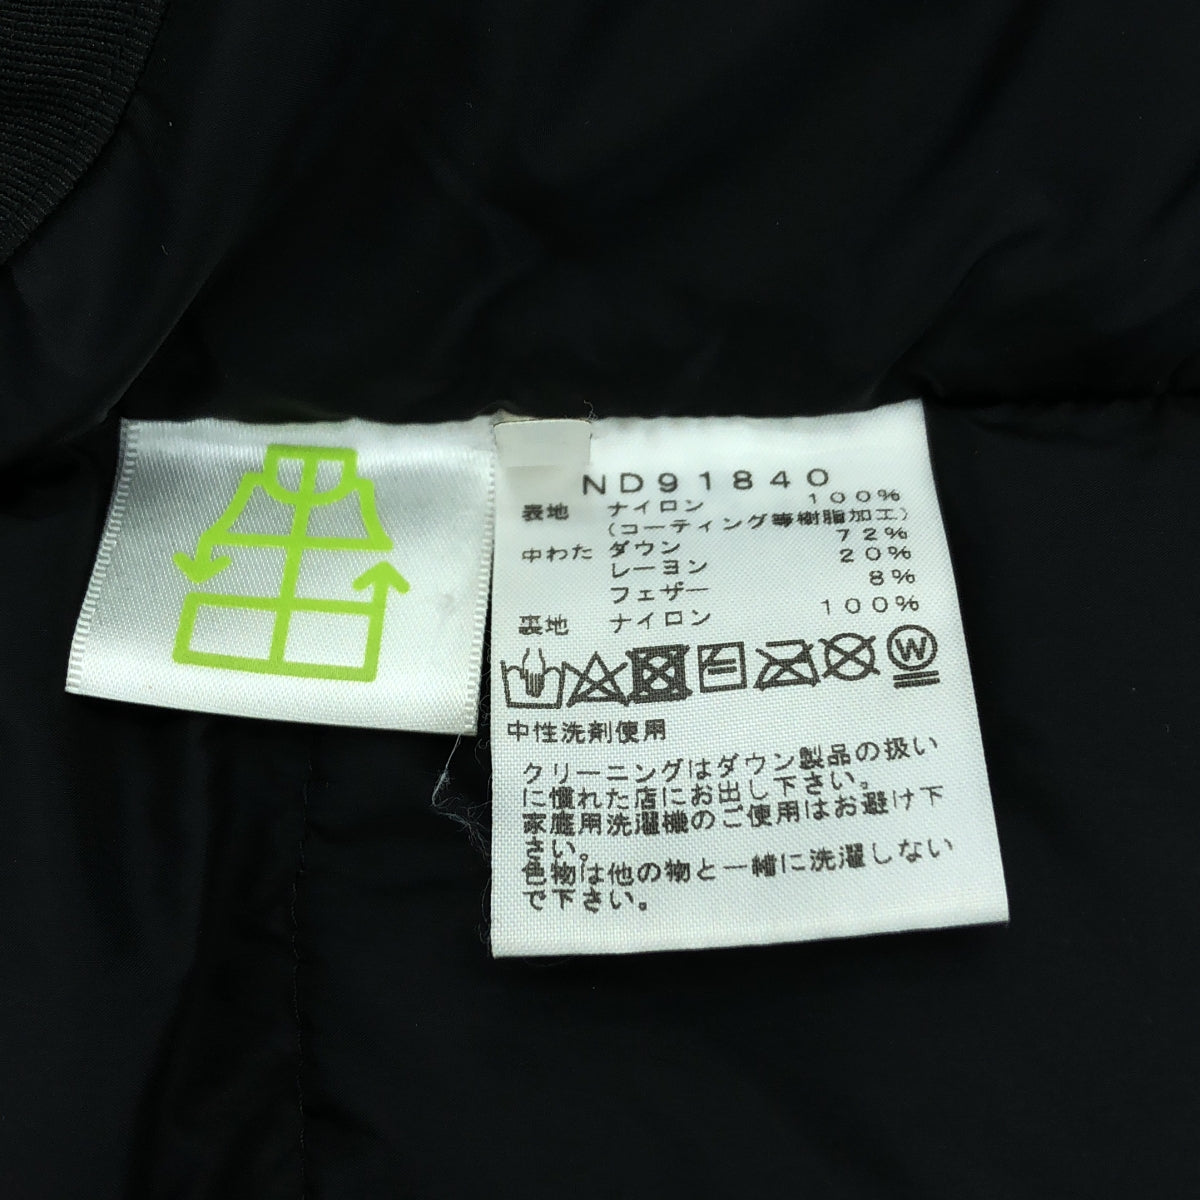 ND91840
表地 ナイロン 100%
(コーティング等樹脂加工)
中わた ダウン 72%
レーヨン 20%
フェザー 8%
裏地 ナイロン 100%
W
中性洗剤使用
クリーニングはダウン製品の扱い
に慣れた店にお出し下さい。
家庭用洗濯機のご使用はお避け下
さい。
色物は他の物と一緒に洗濯しない
で下さい。